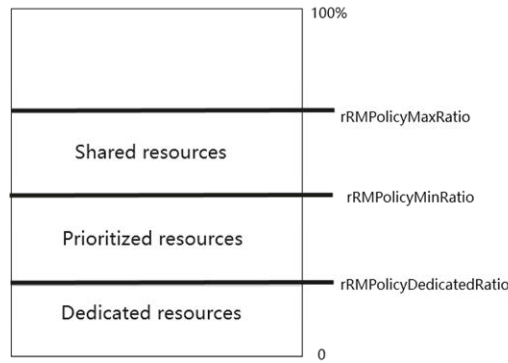 100%
rRMPolicyMaxRatio
Shared resources
rRMPolicyMinRatio
Prioritized resources
rRMPolicyDedicatedRatio
Dedicated resources
0